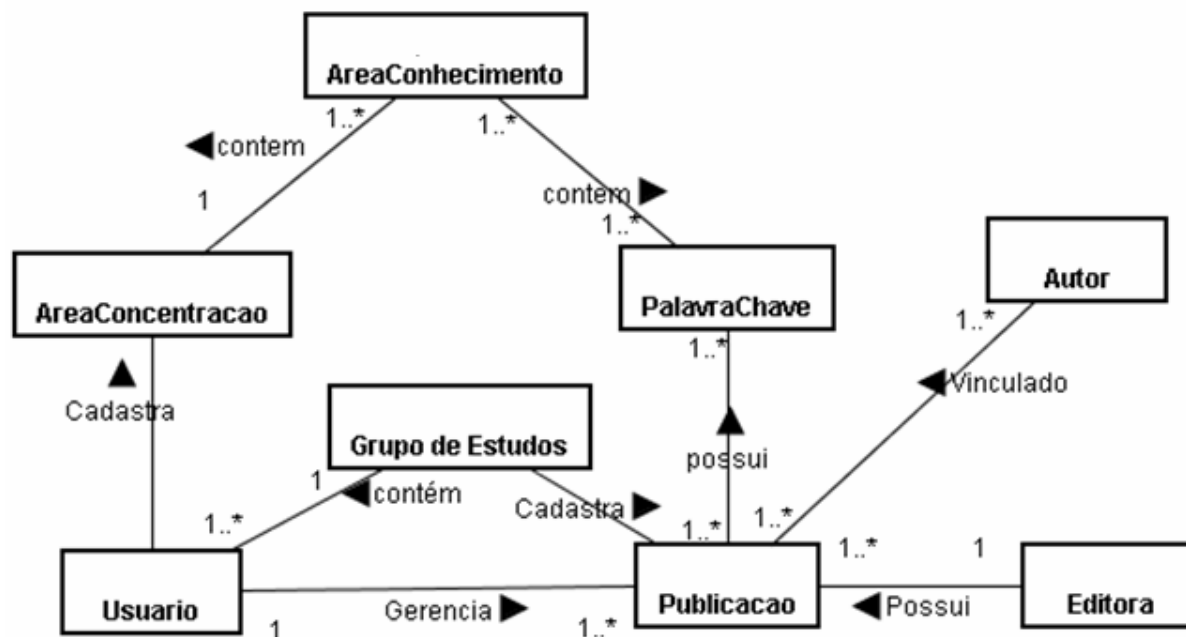 AreaConhecimento
1..*
1..*
◀contem
contem▶
1
1..*
AreaConcentracao
PalavraChave
Autor
1..*
1..*
Cadastra
◀Vinculado
Grupo de Estudos
possui
1
◀contém
Cadastra▶
1..*
1..*
1..*
1..*
1
Usuario
Publicacao
Editora
Gerencia ▶
◀Possui
1
1..*